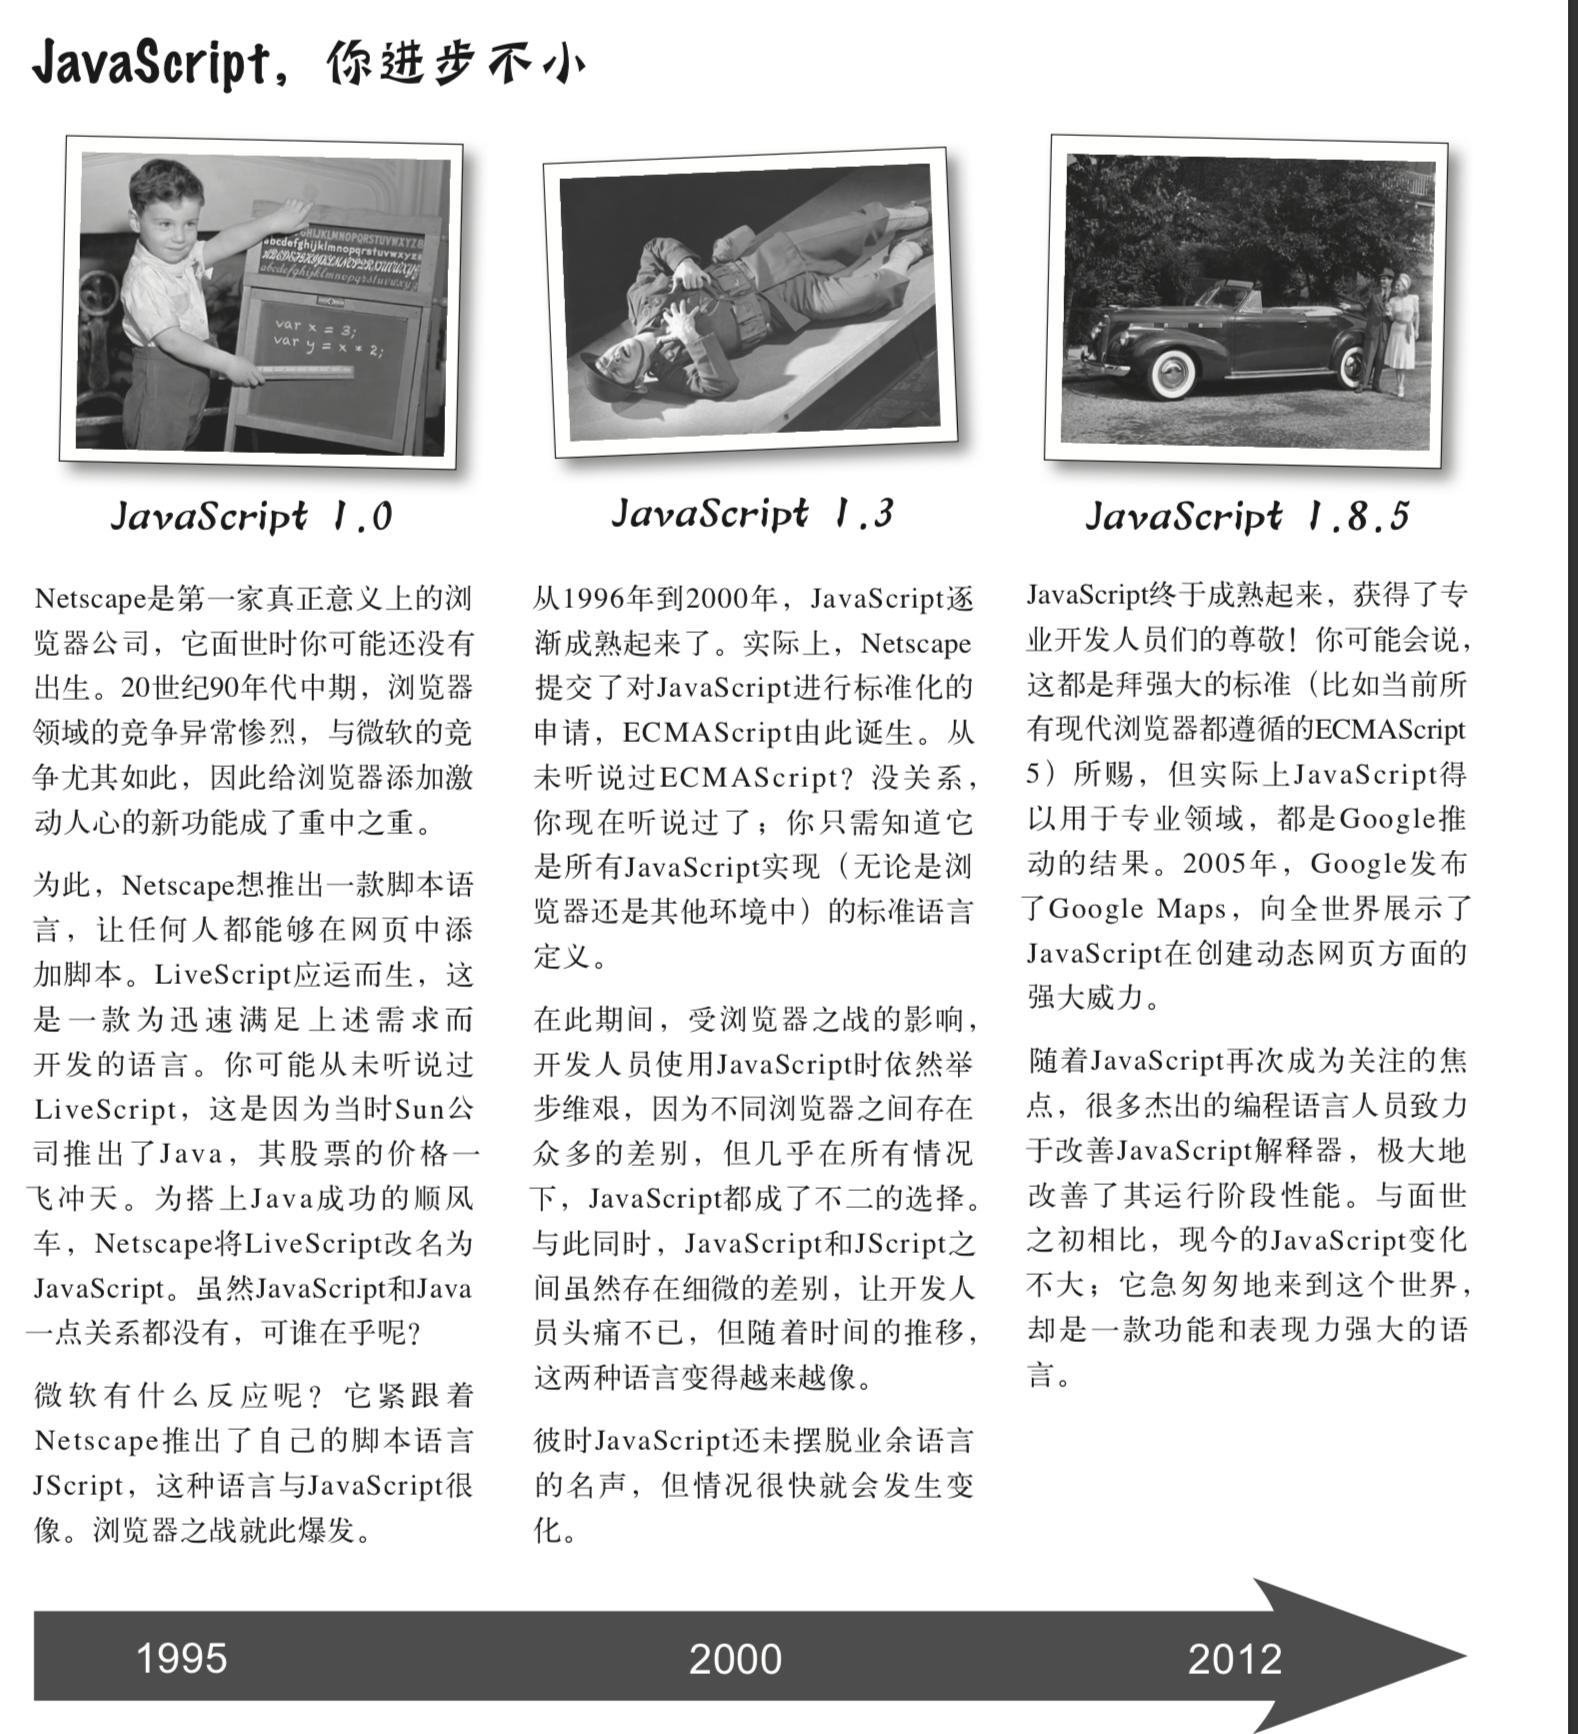 JavaScript，你进步不小
GHIJKLMNOPQRSTUVWXYZ&
abcdefghijklmnopqrstuvwxyz&
abcdefghijklmnopqrstuvwxyz
var x = 3;
var y = x * 2;
JavaScript 1.0
Netscape是第一家真正意义上的浏
览器公司，它面世时你可能还没有
出生。20世纪90年代中期，浏览器
领域的竞争异常惨烈，与微软的竞
争尤其如此，因此给浏览器添加激
动人心的新功能成了重中之重。
为此，Netscape想推出一款脚本语
言，让任何人都能够在网页中添
加脚本。LiveScript应运而生，这
是一款为迅速满足上述需求而
开发的语言。你可能从未听说过
LiveScript，这是因为当时Sun公
司推出了Java，其股票的价格一
飞冲天。为搭上Java成功的顺风
车，Netscape将LiveScript改名为
JavaScript。虽然JavaScript和Java
一点关系都没有，可谁在乎呢？
微软有什么反应呢？它紧跟着
Netscape推出了自己的脚本语言
JScript，这种语言与JavaScript很
像。浏览器之战就此爆发。
JavaScript 1.3
从1996年到2000年，JavaScript逐
渐成熟起来了。实际上，Netscape
提交了对JavaScript进行标准化的
申请，ECMAScript由此诞生。从
未听说过ECMAScript？没关系，
你现在听说过了；你只需知道它
是所有JavaScript实现（无论是浏
览器还是其他环境中）的标准语言
定义。
在此期间，受浏览器之战的影响，
开发人员使用JavaScript时依然举
步维艰，因为不同浏览器之间存在
众多的差别，但几乎在所有情况
下，JavaScript都成了不二的选择。
与此同时，JavaScript和JScript之
间虽然存在细微的差别，让开发人
员头痛不已，但随着时间的推移，
这两种语言变得越来越像。
彼时JavaScript还未摆脱业余语言
的名声，但情况很快就会发生变
化。
JavaScript 1.8.5
JavaScript终于成熟起来，获得了专
业开发人员们的尊敬！你可能会说，
这都是拜强大的标准（比如当前所
有现代浏览器都遵循的ECMAScript
5）所赐，但实际上JavaScript得
以用于专业领域，都是Google推
动的结果。2005年，Google发布
了Google Maps，向全世界展示了
JavaScript在创建动态网页方面的
强大威力。
随着JavaScript再次成为关注的焦
点，很多杰出的编程语言人员致力
于改善JavaScript解释器，极大地
改善了其运行阶段性能。与面世
之初相比，现今的JavaScript变化
不大；它急匆匆地来到这个世界，
却是一款功能和表现力强大的语
言。
1995
2000
2012